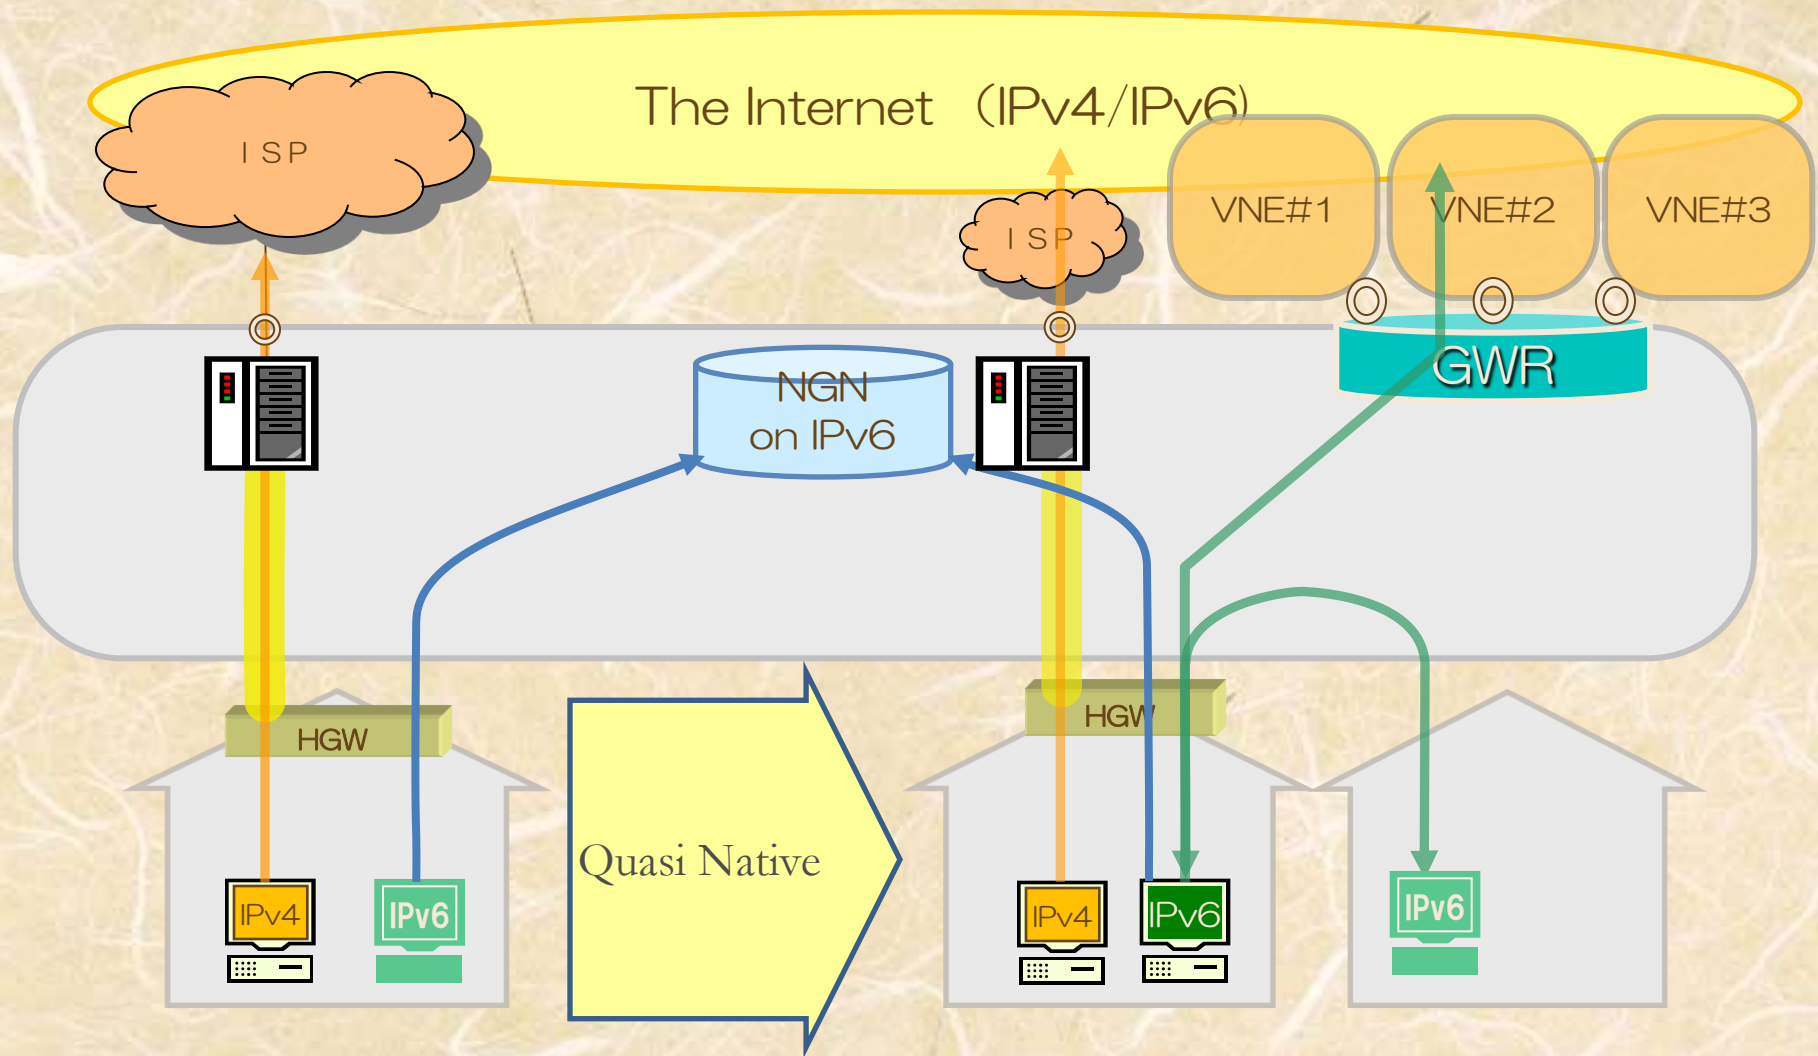 The Internet （IPv4/IPv6)
ISP
ISP
VNE#1
VNE#2
VNE#3
GWR
NGN
on IPv6
HGW
HGW
Quasi Native
IPv4
IPv6
IPv4
IPv6
IPv6